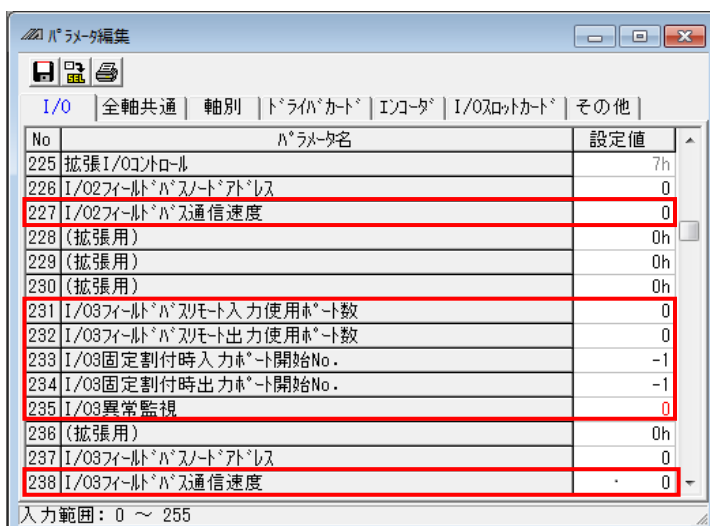 ﾊﾟﾗﾒｰﾀ編集
SEL
I/O 全軸共通 軸別 ﾄﾞﾗｲﾊﾞｶｰﾄﾞ ｴﾝｺｰﾀﾞ I/Oｽﾛｯﾄｶｰﾄﾞ その他
No ﾊﾟﾗﾒｰﾀ名 設定値
225 拡張I/Oｺﾝﾄﾛｰﾙ 7h
226 I/O2ﾌｨｰﾙﾄﾞﾊﾞｽﾉｰﾄﾞｱﾄﾞﾚｽ 0
227 I/O2ﾌｨｰﾙﾄﾞﾊﾞｽ通信速度 0
228 (拡張用) 0h
229 (拡張用) 0h
230 (拡張用) 0h
231 I/O3ﾌｨｰﾙﾄﾞﾊﾞｽﾘﾓｰﾄ入力使用ﾎﾟｰﾄ数 0
232 I/O3ﾌｨｰﾙﾄﾞﾊﾞｽﾘﾓｰﾄ出力使用ﾎﾟｰﾄ数 0
233 I/O3固定割付時入力ﾎﾟｰﾄ開始No. -1
234 I/O3固定割付時出力ﾎﾟｰﾄ開始No. -1
235 I/O3異常監視 0
236 (拡張用) 0h
237 I/O3ﾌｨｰﾙﾄﾞﾊﾞｽﾉｰﾄﾞｱﾄﾞﾚｽ 0
238 I/O3ﾌｨｰﾙﾄﾞﾊﾞｽ通信速度 0
入力範囲: 0 ～ 255